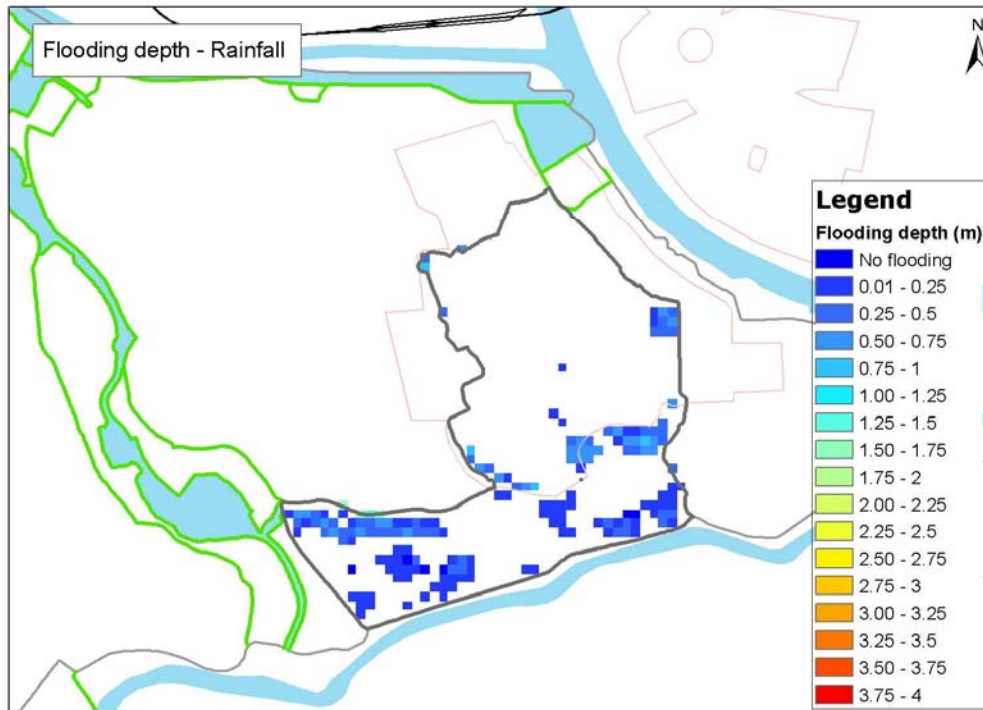 Flooding depth - Rainfall
N
Legend
Flooding depth (m)
No flooding
0.01 - 0.25
0.25 - 0.5
0.50 - 0.75
0.75 - 1
1.00 - 1.25
1.25 - 1.5
1.50 - 1.75
1.75 - 2
2.00 - 2.25
2.25 - 2.5
2.50 - 2.75
2.75 - 3
3.00 - 3.25
3.25 - 3.5
3.50 - 3.75
3.75 - 4